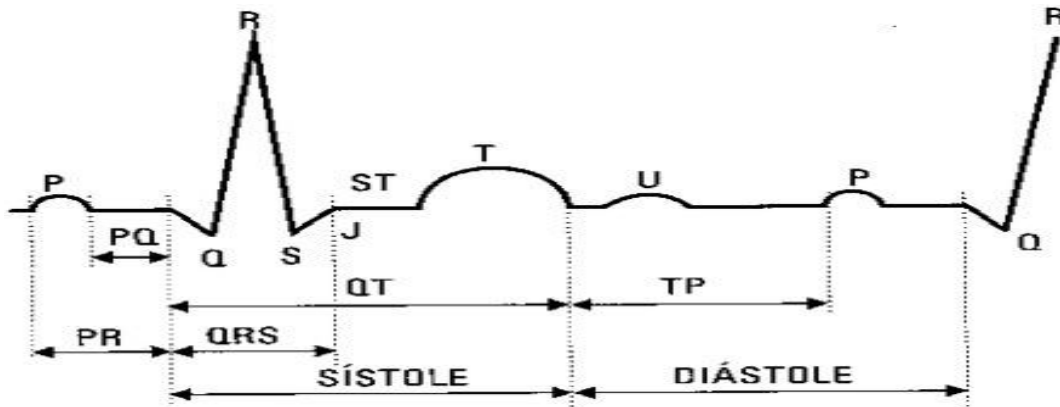 R R
P ST T U P
PQ Q S J Q
QT TP
PR QRS
SÍSTOLE DIÁSTOLE